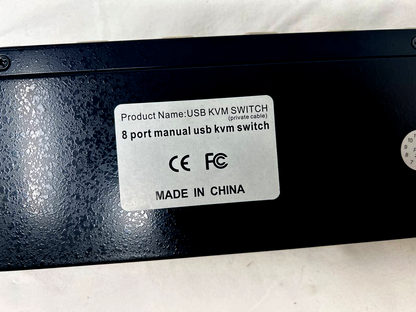 Product Name:USB KVM SWITCH
(private cable)
8 port manual usb kvm switch
CE FC
MADE IN CHINA